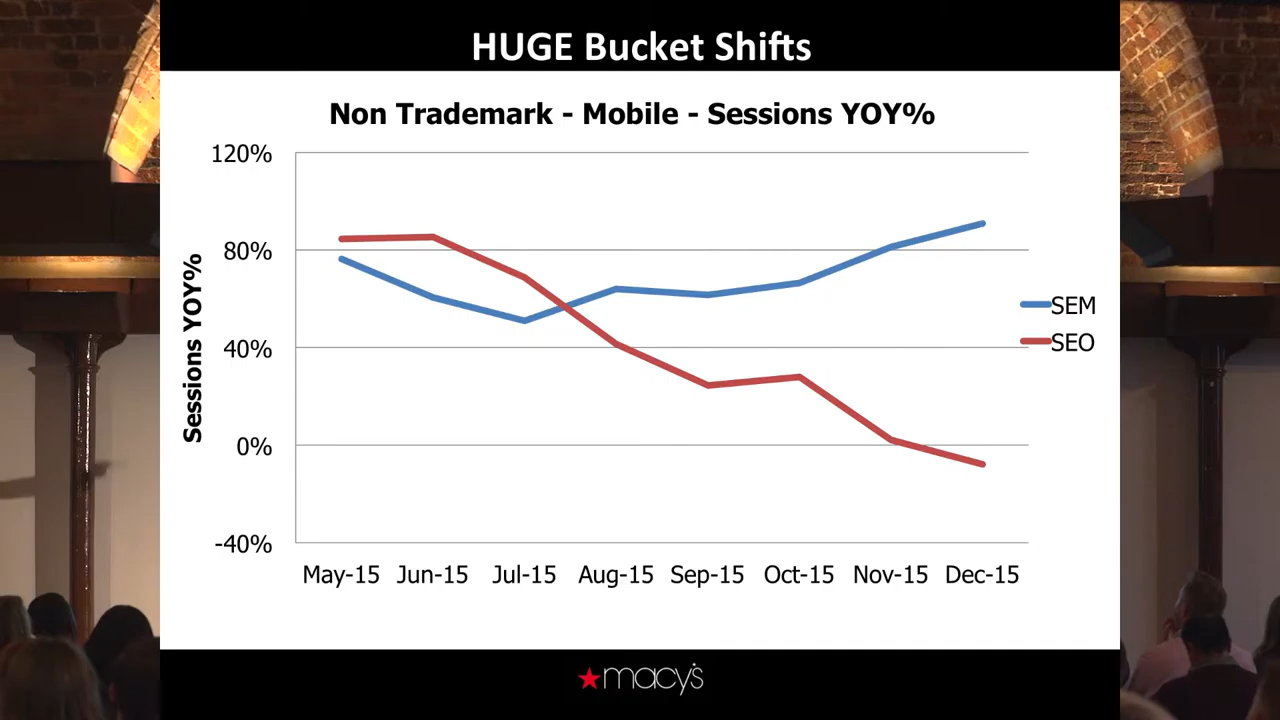 HUGE Bucket Shifts
Non Trademark - Mobile - Sessions YOY%
120%
80%
40%
0%
-40%
Sessions YOY%
May-15 Jun-15 Jul-15 Aug-15 Sep-15 Oct-15 Nov-15 Dec-15
SEM
SEO
macy's